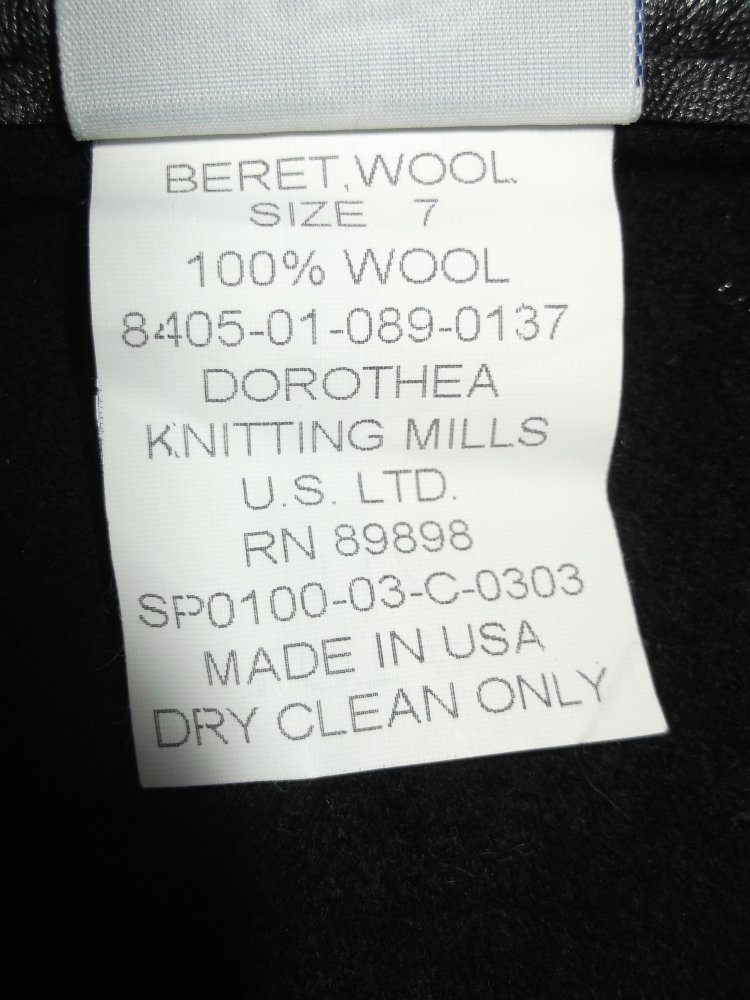 BERET, WOOL
SIZE 7
100% WOOL
8405-01-089-0137
DOROTHEA
KNITTING MILLS
U.S. LTD.
RN 89898
SP0100-03-C-0303
MADE IN USA
DRY CLEAN ONLY